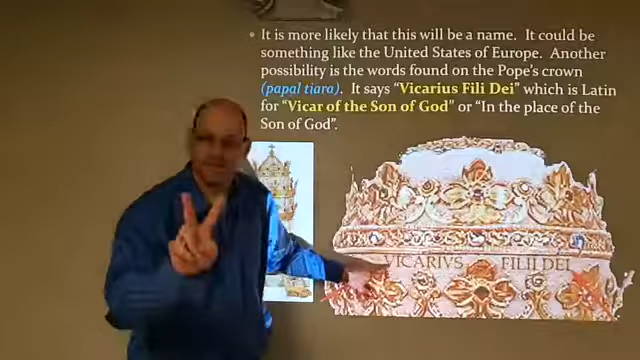 • It is more likely that this will be a name. It could be
something like the United States of Europe. Another
possibility is the words found on the Pope's crown
(papal tiara). It says "Vicarius Fili Dei" which is Latin
for "Vicar of the Son of God" or "In the place of the
Son of God".
VICARIVS FILII DEI